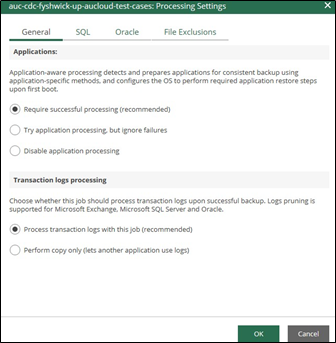 auc-cdc-fyshwick-up-aucloud-test-cases: Processing Settings
General SQL Oracle File Exclusions
Applications:
Application-aware processing detects and prepares applications for consistent backup using
application-specific methods, and configures the OS to perform required application restore steps
upon first boot.
Require successful processing (recommended)
Try application processing, but ignore failures
Disable application processing
Transaction logs processing
Choose whether this job should process transaction logs upon successful backup. Logs pruning is
supported for Microsoft Exchange, Microsoft SQL Server and Oracle.
Process transaction logs with this job (recommended)
Perform copy only (lets another application use logs)
OK Cancel